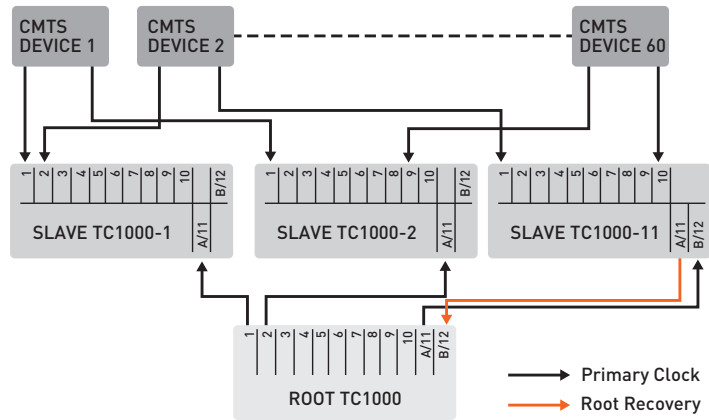 CMTS
DEVICE 1
CMTS
DEVICE 2
CMTS
DEVICE 60
1 2 3 4 5 6 7 8 9 10 B/12
SLAVE TC1000-1 A/11
1 2 3 4 5 6 7 8 9 10 B/12
SLAVE TC1000-2 A/11
1 2 3 4 5 6 7 8 9 10
SLAVE TC1000-11 A/11 B/12
1 2 3 4 5 6 7 8 9 10 A/11 B/12
ROOT TC1000
Primary Clock
Root Recovery